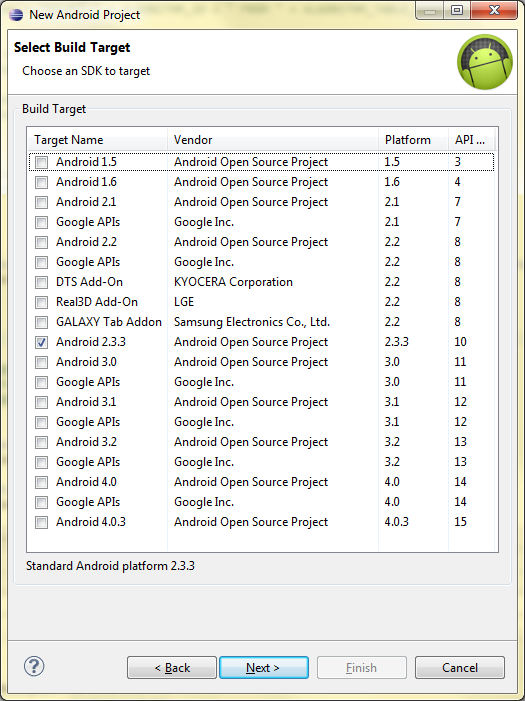 New Android Project
Select Build Target
Choose an SDK to target
Build Target
Target Name Vendor Platform API ...
Android 1.5 Android Open Source Project 1.5 3
Android 1.6 Android Open Source Project 1.6 4
Android 2.1 Android Open Source Project 2.1 7
Google APIs Google Inc. 2.1 7
Android 2.2 Android Open Source Project 2.2 8
Google APIs Google Inc. 2.2 8
DTS Add-On KYOCERA Corporation 2.2 8
Real3D Add-On LGE 2.2 8
GALAXY Tab Addon Samsung Electronics Co., Ltd. 2.2 8
Android 2.3.3 Android Open Source Project 2.3.3 10
Android 3.0 Android Open Source Project 3.0 11
Google APIs Google Inc. 3.0 11
Android 3.1 Android Open Source Project 3.1 12
Google APIs Google Inc. 3.1 12
Android 3.2 Android Open Source Project 3.2 13
Google APIs Google Inc. 3.2 13
Android 4.0 Android Open Source Project 4.0 14
Google APIs Google Inc. 4.0 14
Android 4.0.3 Android Open Source Project 4.0.3 15
Standard Android platform 2.3.3
? < Back Next > Finish Cancel